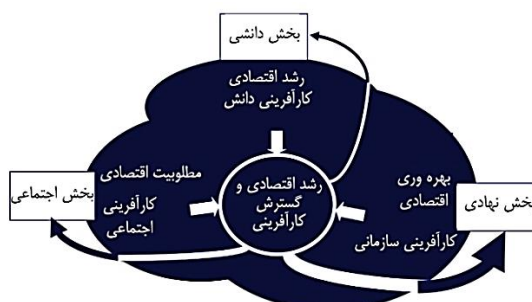 بخش دانشی
رشد اقتصادی
کارآفرینی دانش
مطلوبیت اقتصادی
کارآفرینی
اجتماعی
بخش اجتماعی
رشد اقتصادی و
گسترش
کارآفرینی
بهره وری
اقتصادی
کارآفرینی سازمانی
بخش نهادی